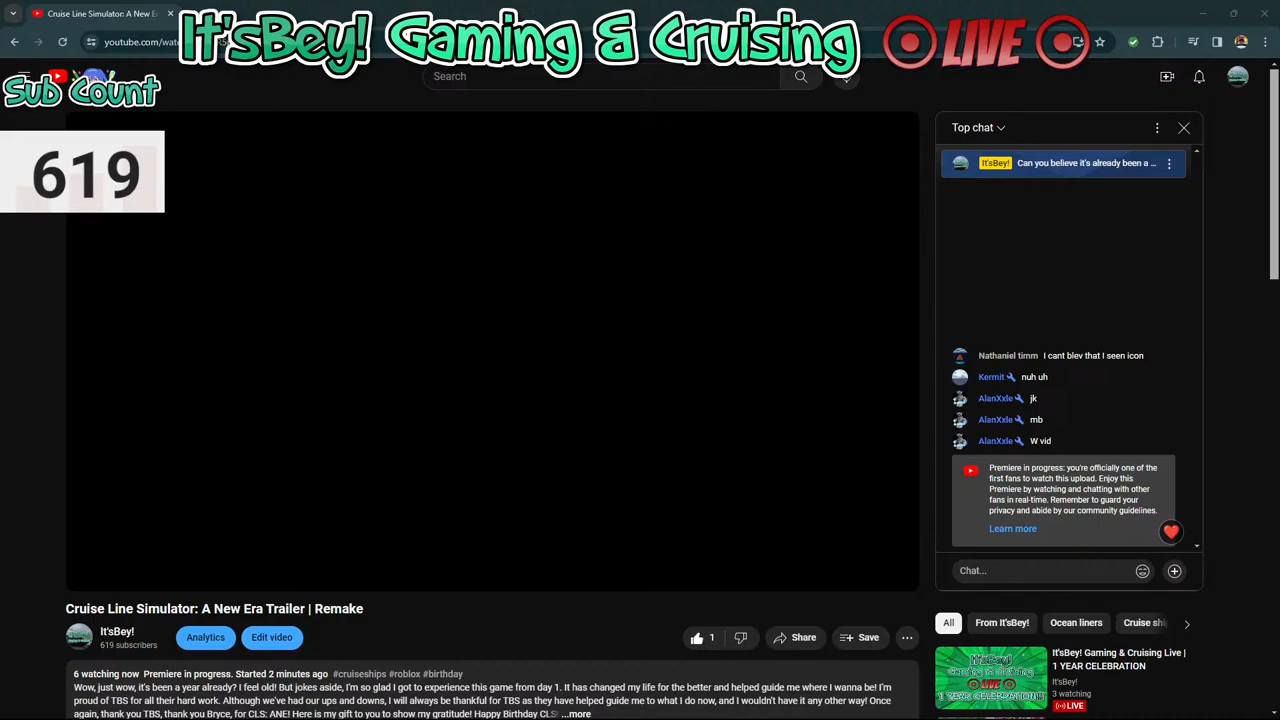 Cruise Line Simulator: A New Era
It'sBey! Gaming & Cruising LIVE
youtube.com/wat
Search
Sub Count
619
Top chat
It'sBey! Can you believe it's already been a ...
Nathaniel timm I cant blev that I seen icon
Kermit nuh uh
AlanXxle jk
AlanXxle mb
AlanXxle W vid
Premiere in progress: you're officially one of the
first fans to watch this upload. Enjoy this
Premiere by watching and chatting with other
fans in real-time. Remember to guard your
privacy and abide by our community guidelines.
Learn more
Chat...
Cruise Line Simulator: A New Era Trailer | Remake
It'sBey!
619 subscribers
Analytics
Edit video
1
Share
Save
6 watching now Premiere in progress. Started 2 minutes ago #cruiseships #roblox #birthday
Wow, just wow, it's been a year already? I feel old! But jokes aside, I'm so glad I got to experience this game from day 1. It has changed my life for the better and helped guide me where I wanna be! I'm
proud of TBS for all their hard work. Although we've had our ups and downs, I will always be thankful for TBS as they have helped guide me to what I do now, and I wouldn't have it any other way! Once
again, thank you TBS, thank you Bryce, for CLS: ANE! Here is my gift to you to show my gratitude! Happy Birthday CLS ...more
All
From It'sBey!
Ocean liners
Cruise shi
It'sBey! Gaming & Cruising Live |
1 YEAR CELEBRATION
It'sBey!
3 watching
LIVE